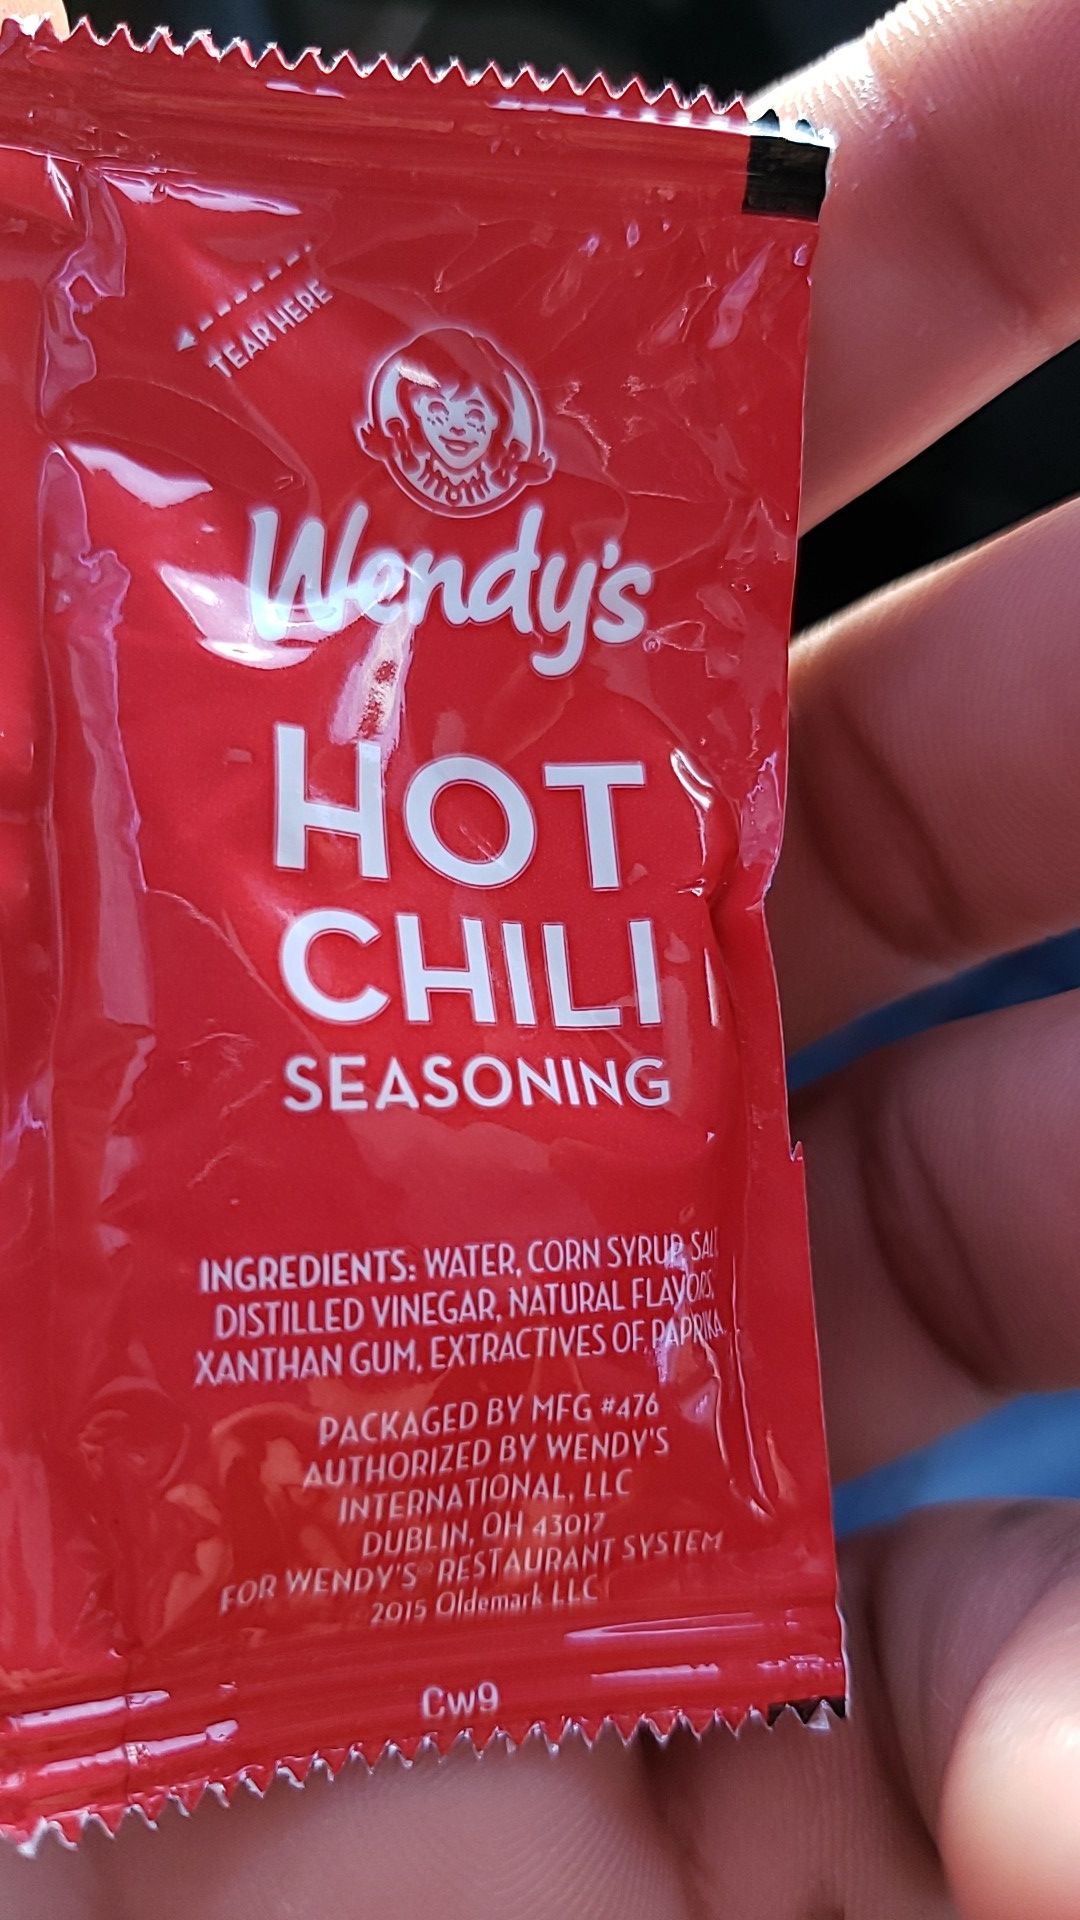 TEAR HERE
Wendy's®
HOT
CHILI
SEASONING
INGREDIENTS: WATER, CORN SYRUP, SALT,
DISTILLED VINEGAR, NATURAL FLAVORS,
XANTHAN GUM, EXTRACTIVES OF PAPRIKA.
PACKAGED BY MFG #476
AUTHORIZED BY WENDY'S
INTERNATIONAL, LLC
DUBLIN, OH 43017
FOR WENDY'S® RESTAURANT SYSTEM
2015 Oldemark LLC
Cw9